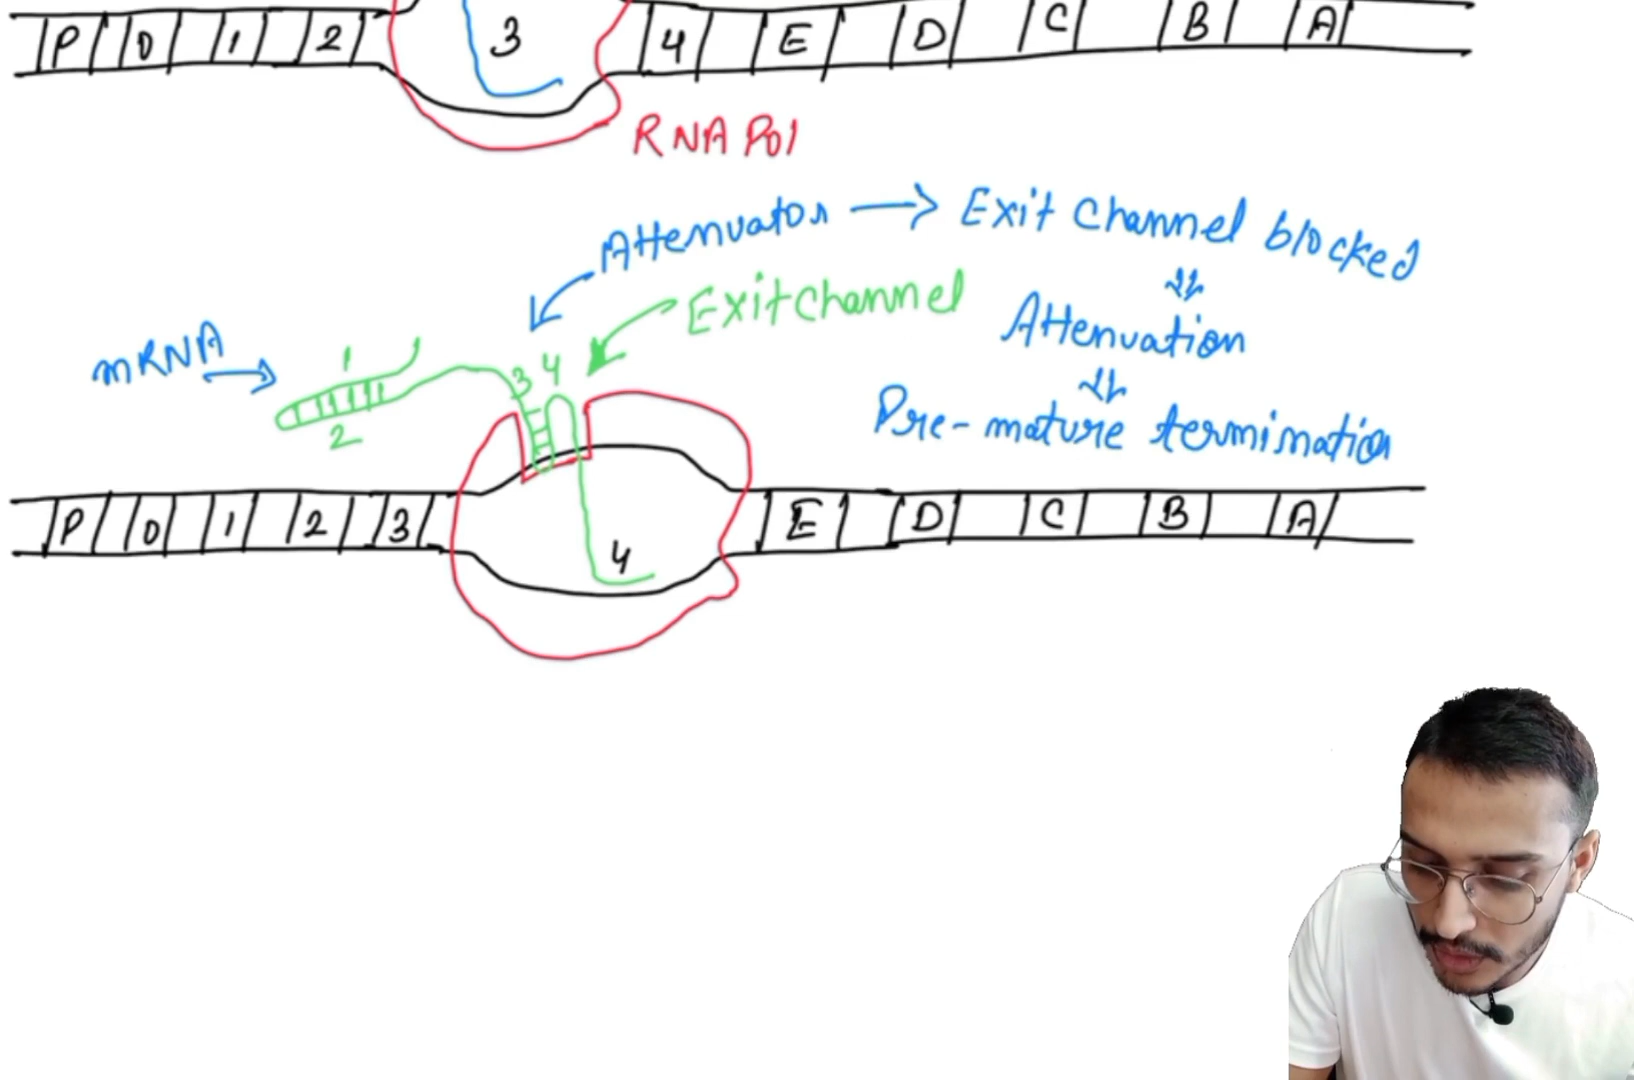 P O 1 2 3 4 E D C B A
RNA Pol
Attenuator → Exit Channel blocked
Exit channel
Attenuation
mRNA →
1
3 4
2
Pre-mature termination
P O 1 2 3 4 E D C B A